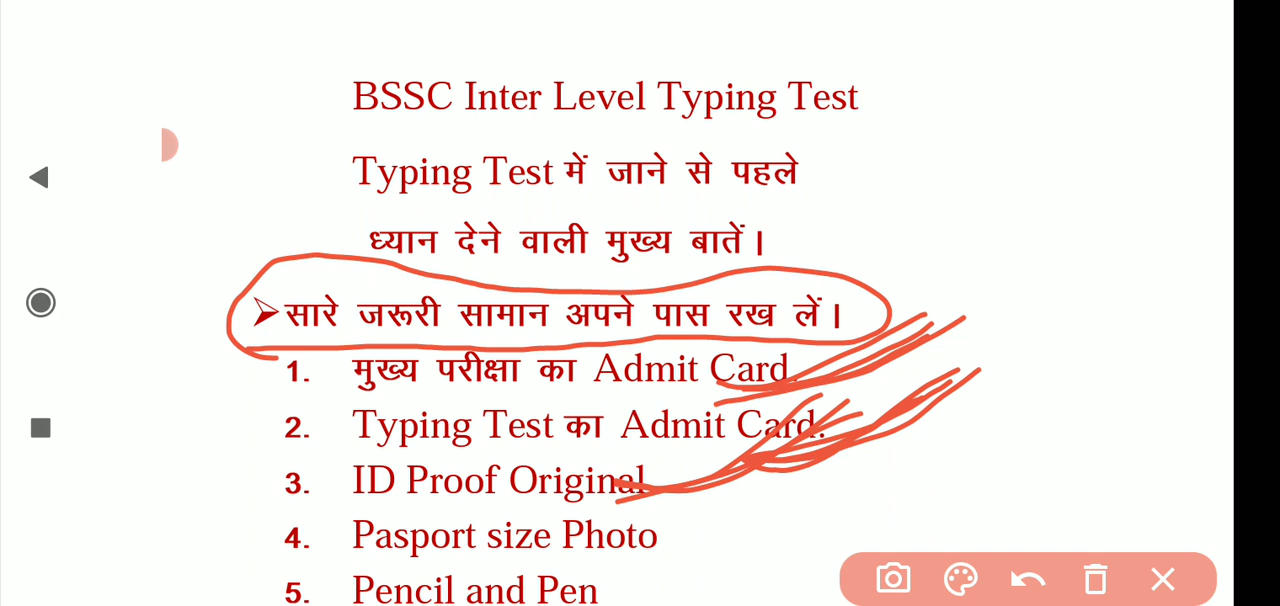 BSSC Inter Level Typing Test
Typing Test में जाने से पहले
ध्यान देने वाली मुख्य बातें।
➢सारे जरूरी सामान अपने पास रख लें।
1. मुख्य परीक्षा का Admit Card.
2. Typing Test का Admit Card.
3. ID Proof Original
4. Pasport size Photo
5. Pencil and Pen